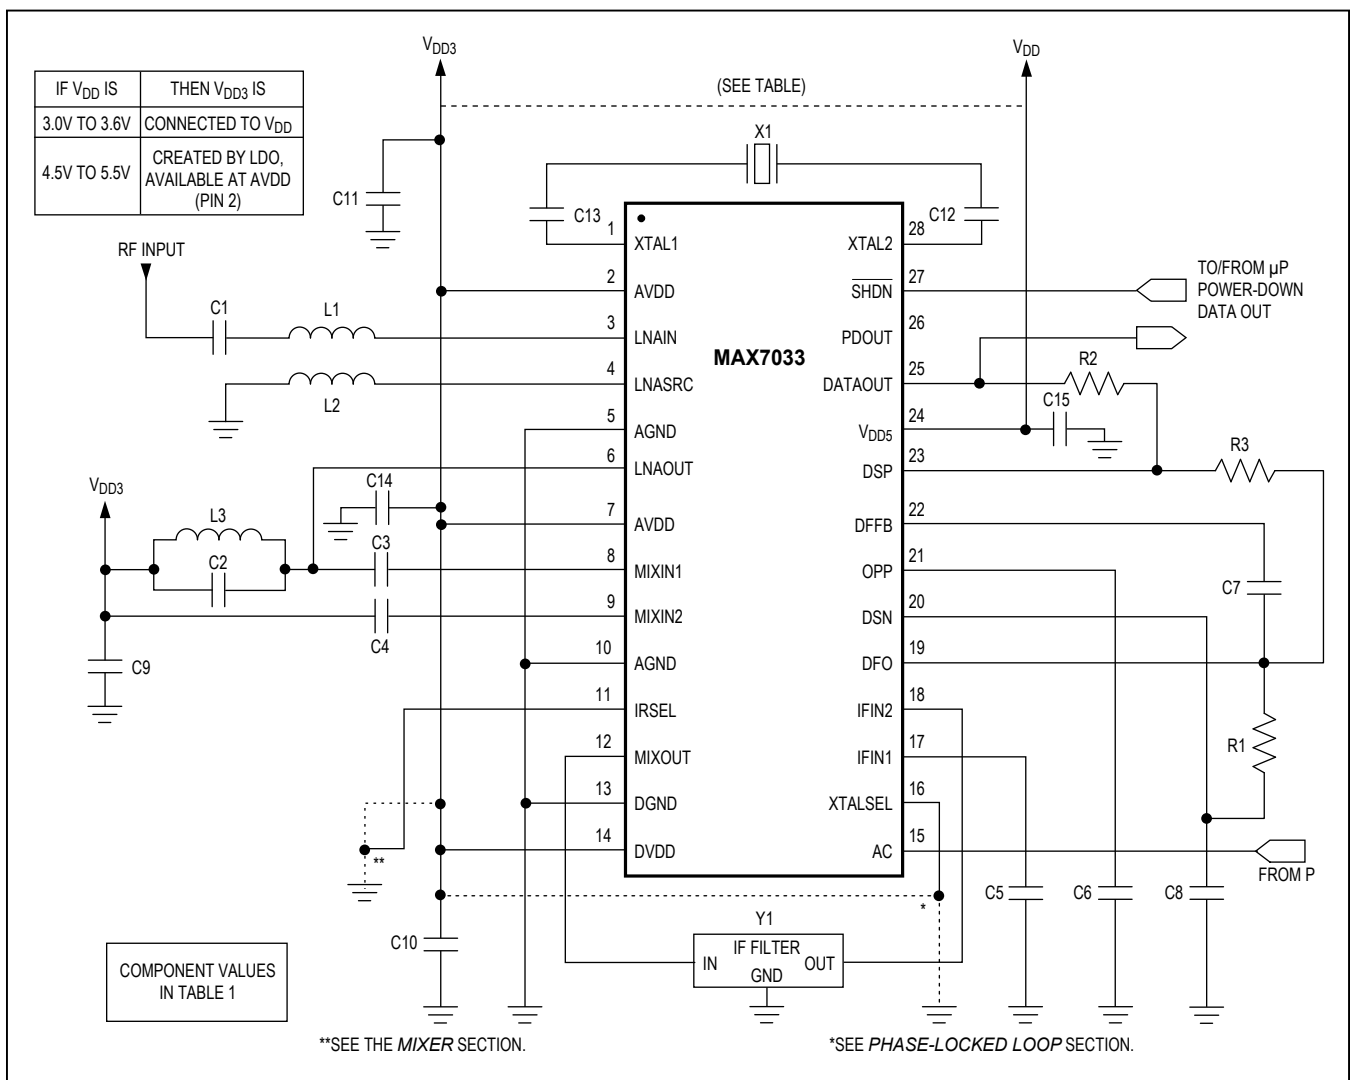 V_DD3
V_DD
(SEE TABLE)
IF V_DD IS
THEN V_DD3 IS
3.0V TO 3.6V
CONNECTED TO V_DD
4.5V TO 5.5V
CREATED BY LDO,
AVAILABLE AT AVDD
(PIN 2)
X1
C11
C13
C12
RF INPUT
C1
L1
L2
V_DD3
L3
C2
C14
C3
C4
C9
C10
MAX7033
1
XTAL1
2
AVDD
3
LNAIN
4
LNASRC
5
AGND
6
LNAOUT
7
AVDD
8
MIXIN1
9
MIXIN2
10
AGND
11
IRSEL
12
MIXOUT
13
DGND
14
DVDD
28
XTAL2
27
SHDN
26
PDOUT
25
DATAOUT
24
V_DD5
23
DSP
22
DFFB
21
OPP
20
DSN
19
DFO
18
IFIN2
17
IFIN1
16
XTALSEL
15
AC
TO/FROM µP
POWER-DOWN
DATA OUT
R2
C15
R3
C7
R1
FROM P
C5
C6
C8
**
*
Y1
IF FILTER
IN
OUT
GND
COMPONENT VALUES
IN TABLE 1
**SEE THE MIXER SECTION.
*SEE PHASE-LOCKED LOOP SECTION.